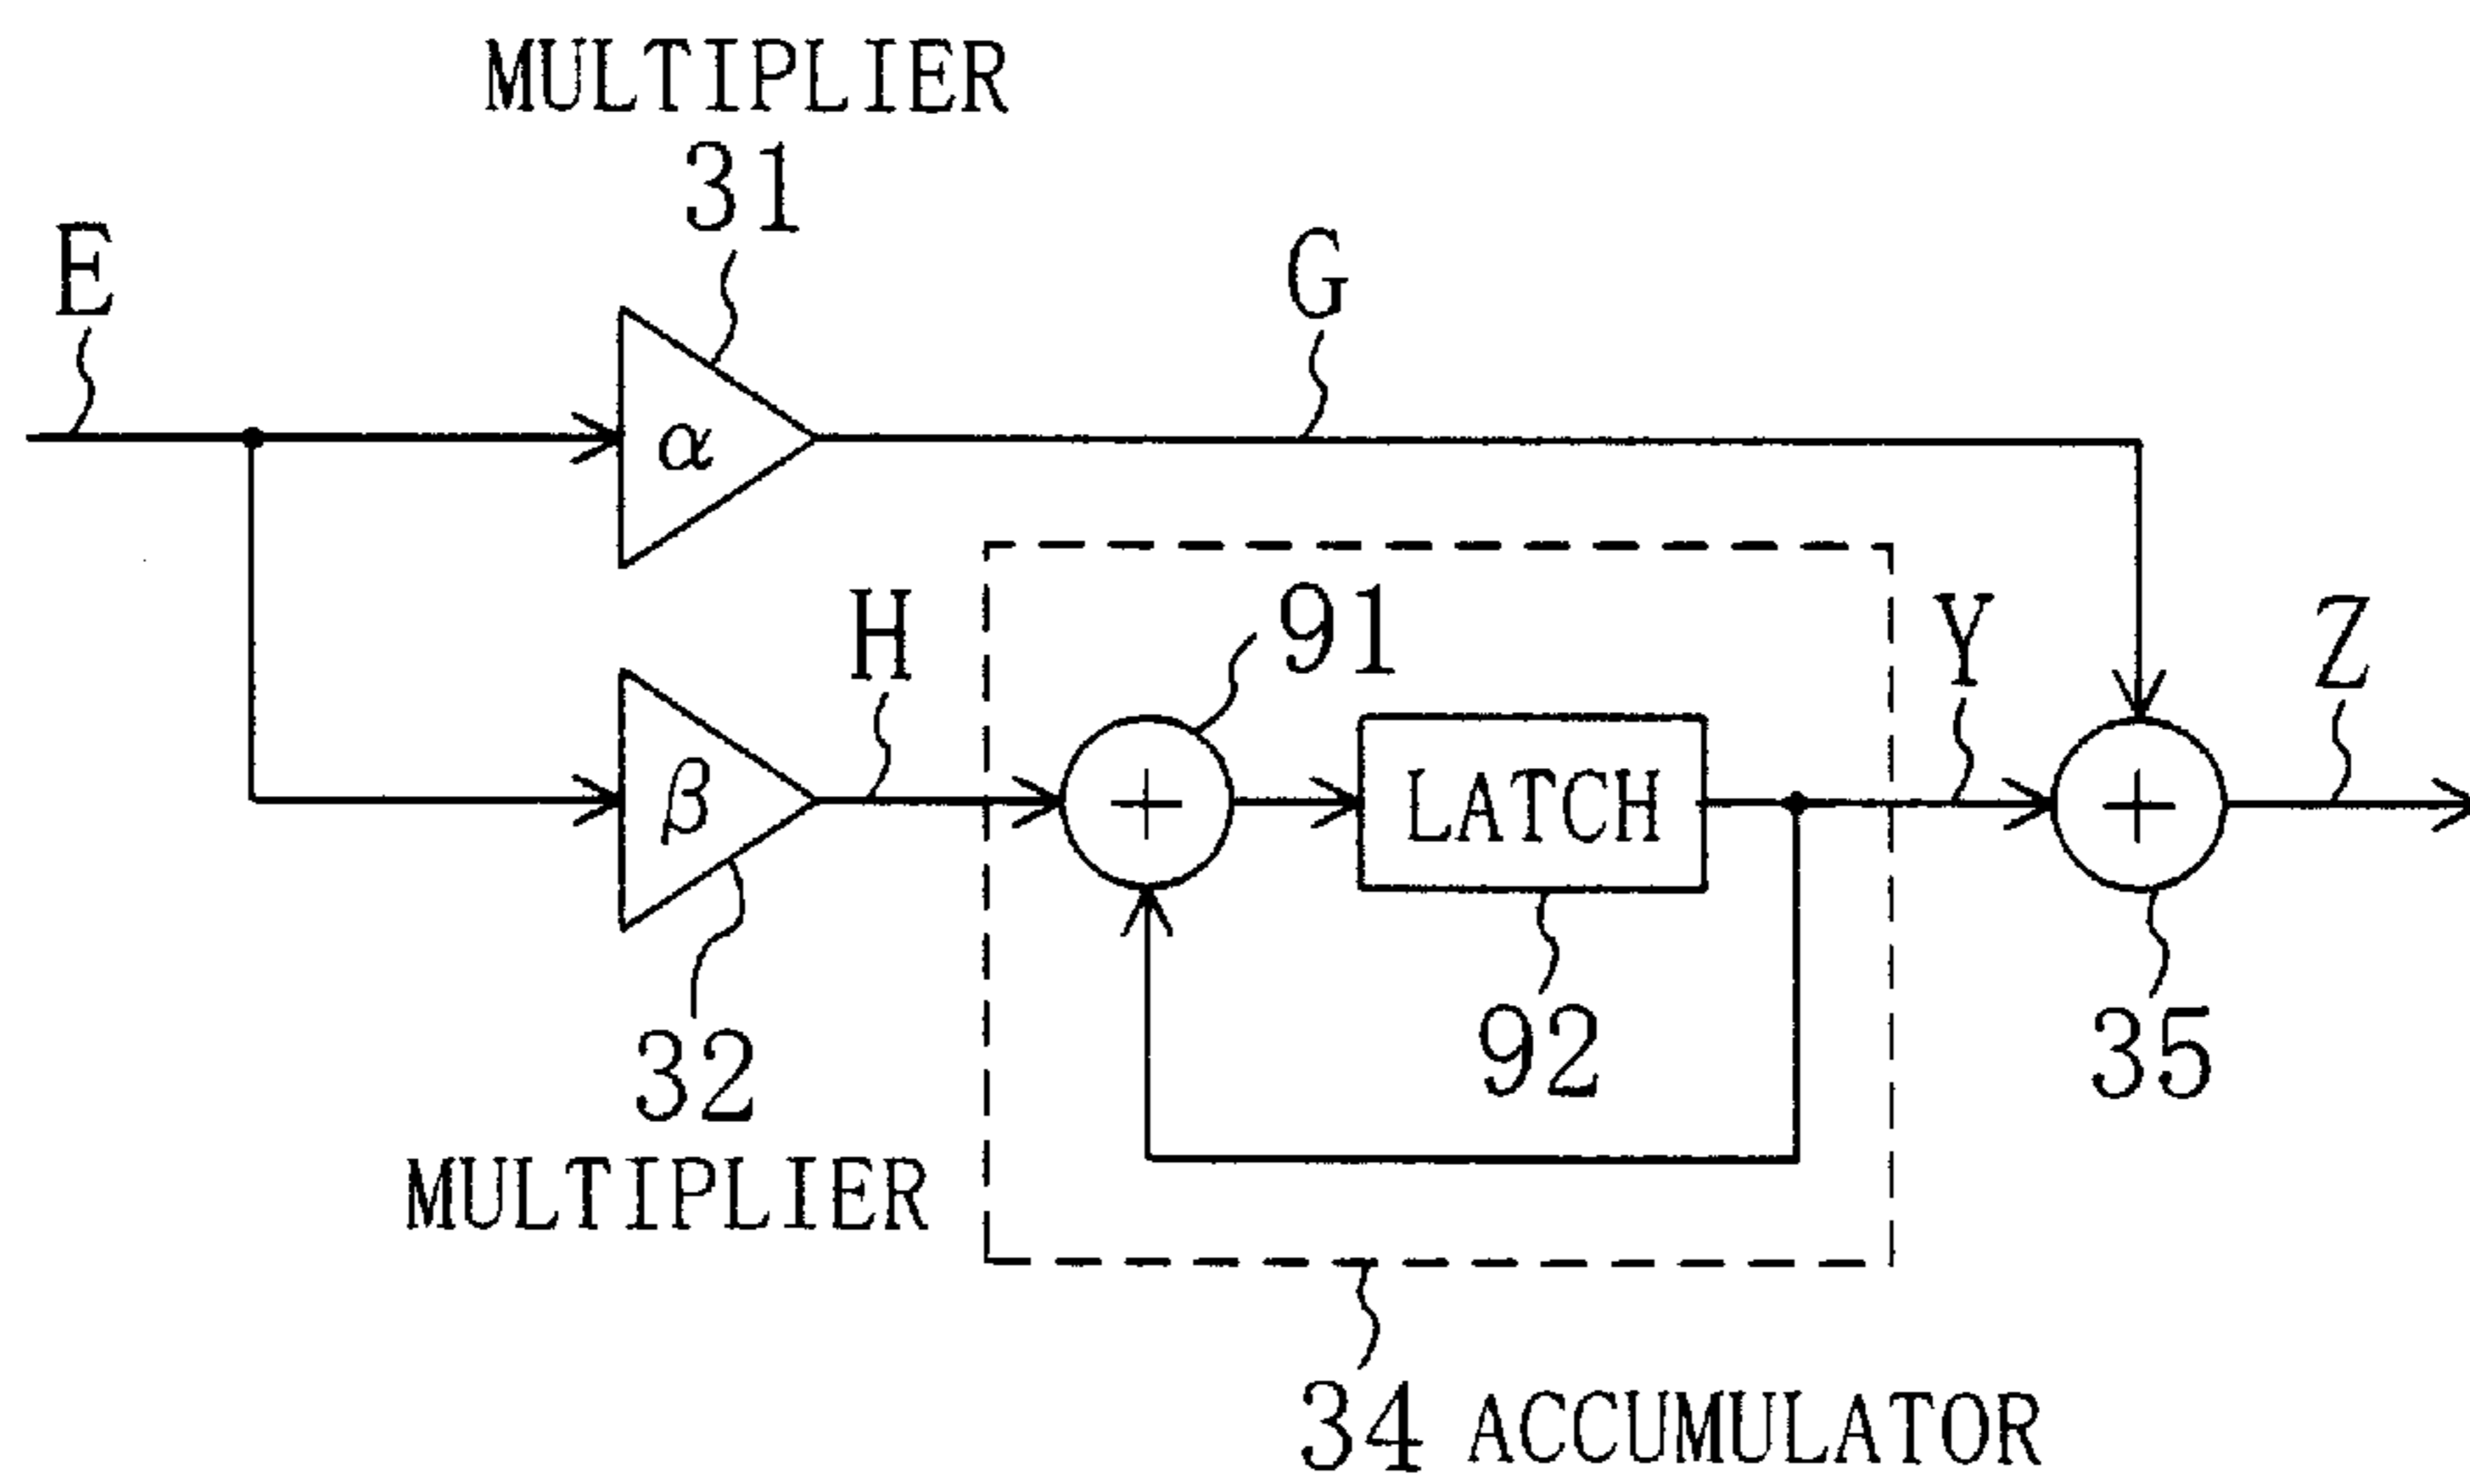 MULTIPLIER
31
E
G
α
H
91
Y
Z
β
+
LATCH
+
92
35
32
MULTIPLIER
34 ACCUMULATOR